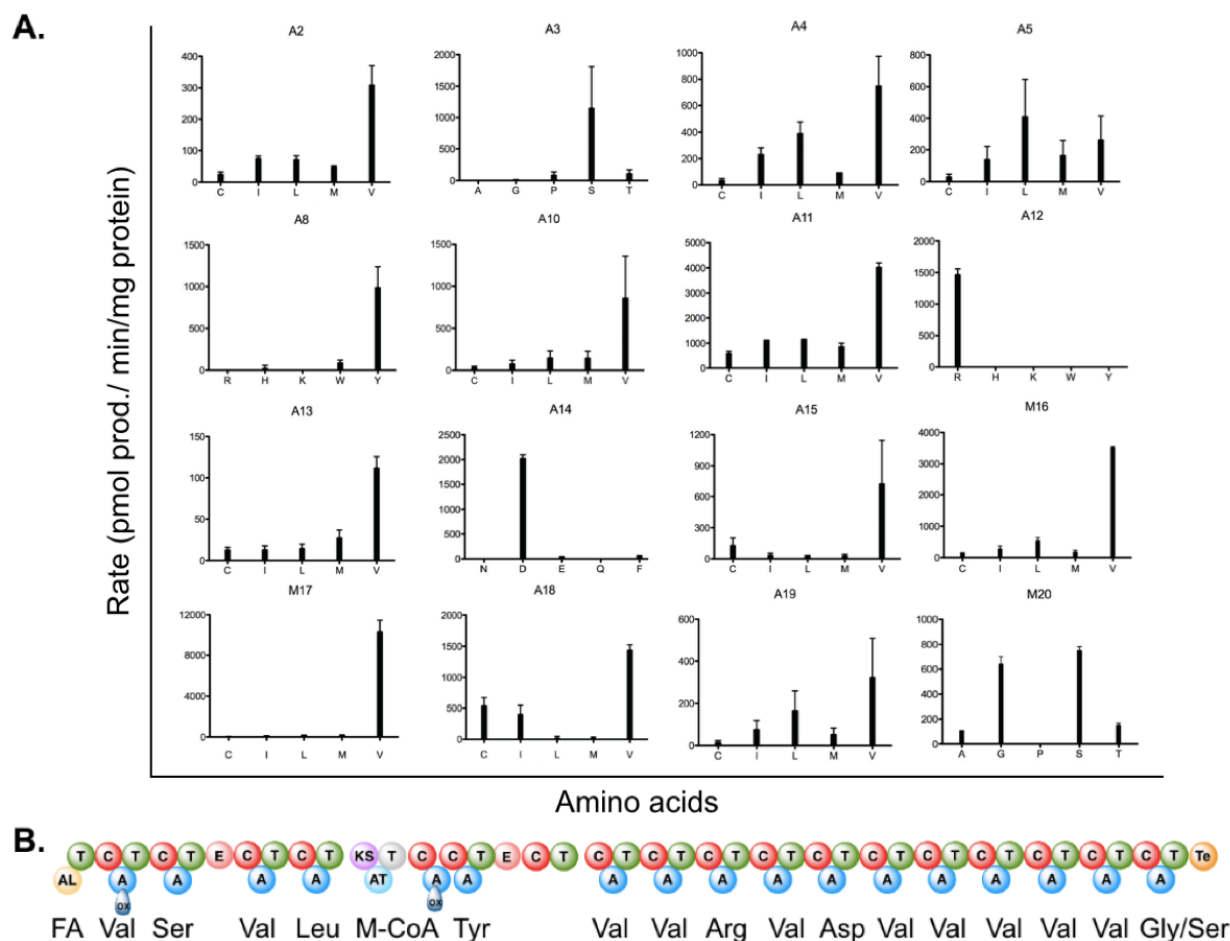 A.
A2
400
300
200
100
0
C I L M V
A3
2000
1500
1000
500
0
A G P S T
A4
1000
800
600
400
200
0
C I L M V
A5
800
600
400
200
0
C I L M V
A8
1500
1000
500
0
R H K W Y
A10
1500
1000
500
0
C I L M V
A11
5000
4000
3000
2000
1000
0
C I L M V
A12
2000
1500
1000
500
0
R H K W Y
A13
150
100
50
0
C I L M V
A14
2500
2000
1500
1000
500
0
N D E Q F
A15
1200
900
600
300
0
C I L M V
M16
4000
3000
2000
1000
0
C I L M V
M17
12000
8000
4000
0
C I L M V
A18
2000
1500
1000
500
0
C I L M V
A19
600
400
200
0
C I L M V
M20
1000
800
600
400
200
0
A G P S T
Rate (pmol prod./ min/mg protein)
Amino acids
B.
T C T C T E C T C T KS T C C T E C T C T C T C T C T C T C T C T C T C T C T C T Te
AL A A A A AT A A A A A A A A A A A A A
ox ox
FA Val Ser Val Leu M-CoA Tyr Val Val Arg Val Asp Val Val Val Val Val Gly/Ser